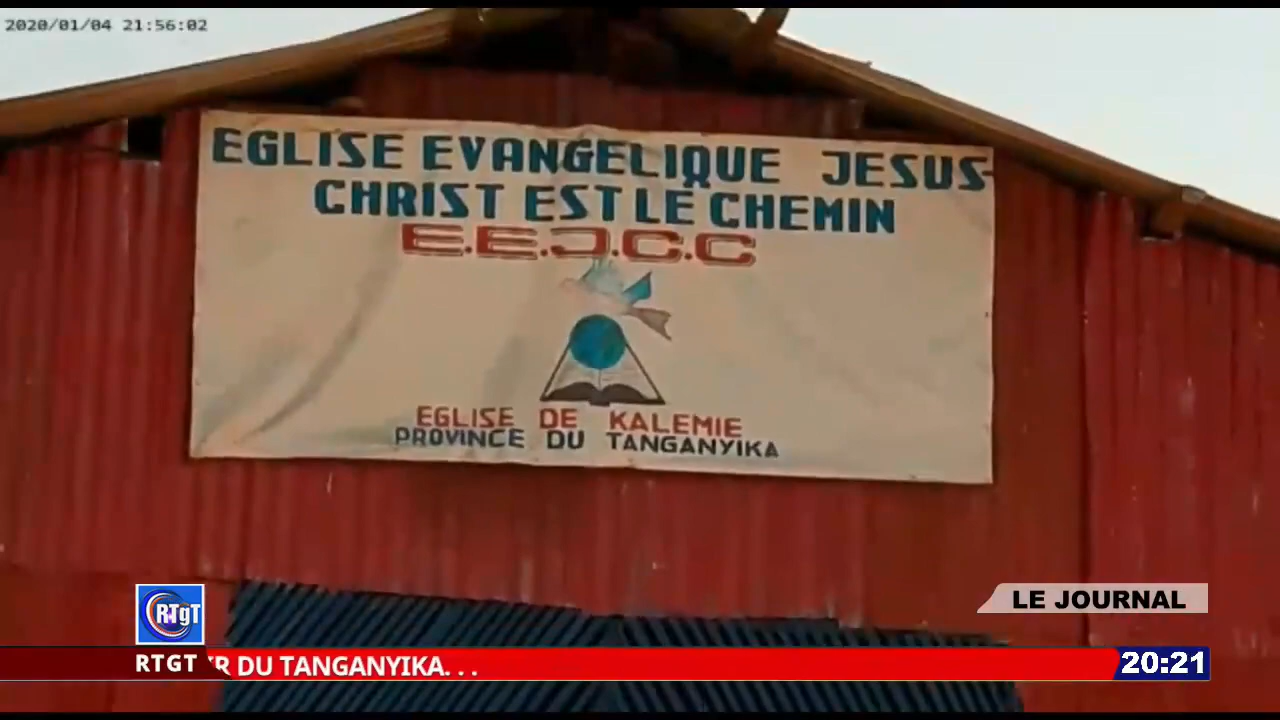 2020/01/04 21:56:02
EGLISE EVANGELIQUE JESUS-
CHRIST EST LE CHEMIN
E.E.J.C.C
EGLISE DE KALEMIE
PROVINCE DU TANGANYIKA
RTgT
LE JOURNAL
RTGT
DU TANGANYIKA...
20:21